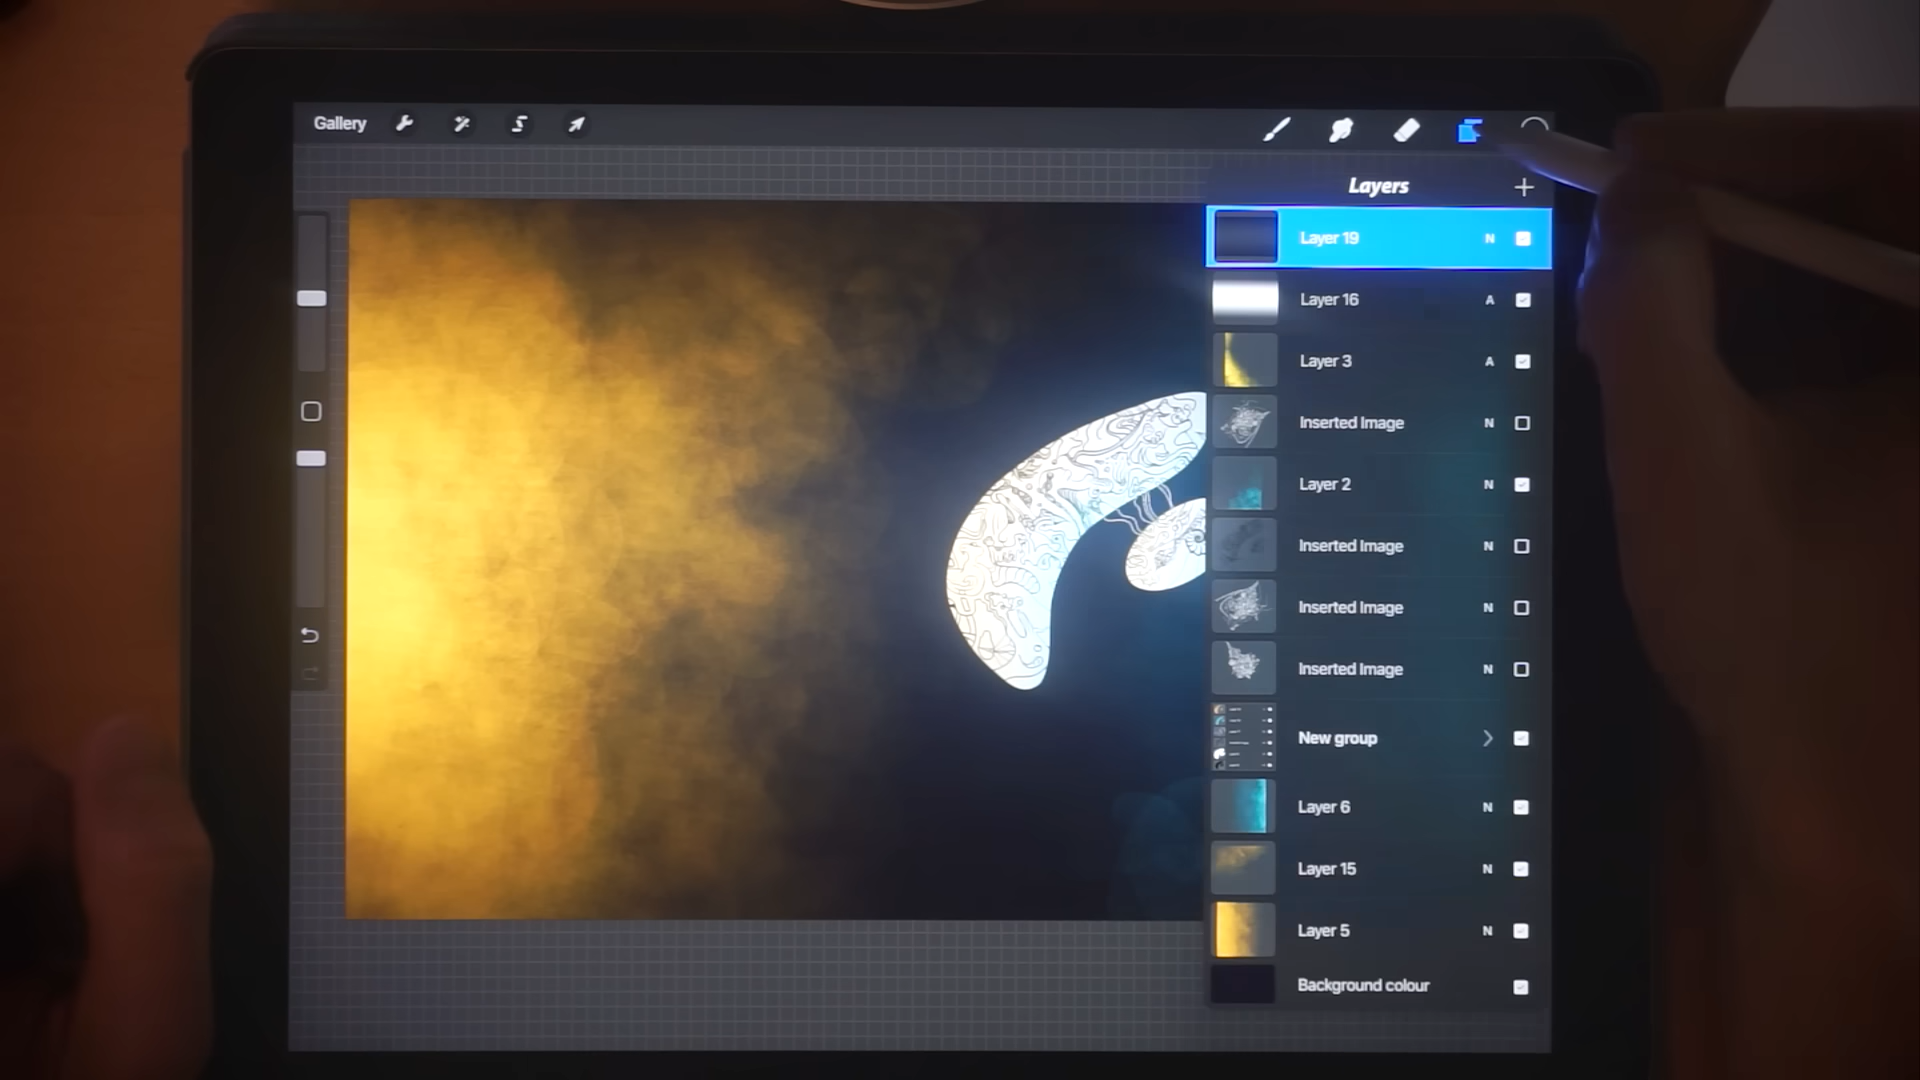 Gallery
Layers
Layer 19 N
Layer 16 A
Layer 3 A
Inserted Image N
Layer 2 N
Inserted Image N
Inserted Image N
Inserted Image N
New group
Layer 6 N
Layer 15 N
Layer 5 N
Background colour